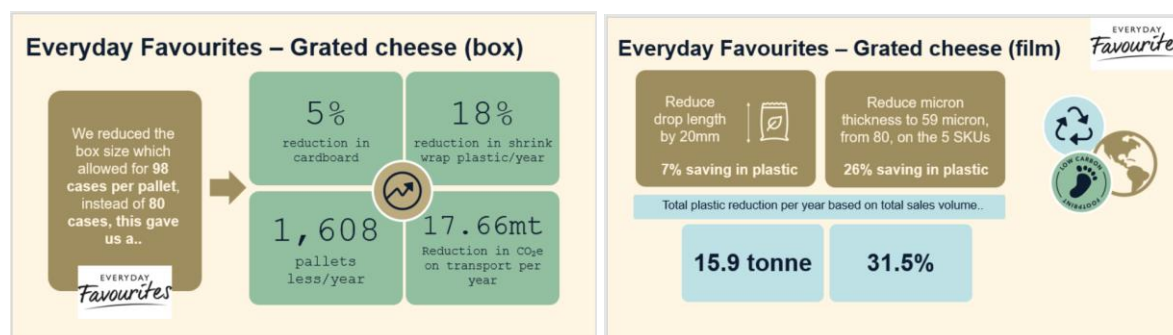 Everyday Favourites – Grated cheese (box)
We reduced the
box size which
allowed for 98
cases per pallet,
instead of 80
cases, this gave
us a..
EVERYDAY
Favourites
5%
reduction in
cardboard
18%
reduction in shrink
wrap plastic/year
1,608
pallets
less/year
17.66mt
Reduction in CO₂e
on transport per
year
Everyday Favourites – Grated cheese (film)
EVERYDAY
Favourites
Reduce
drop length
by 20mm
7% saving in plastic
Reduce micron
thickness to 59 micron,
from 80, on the 5 SKUs
26% saving in plastic
LOW CARBON
FOOTPRINT
Total plastic reduction per year based on total sales volume..
15.9 tonne
31.5%